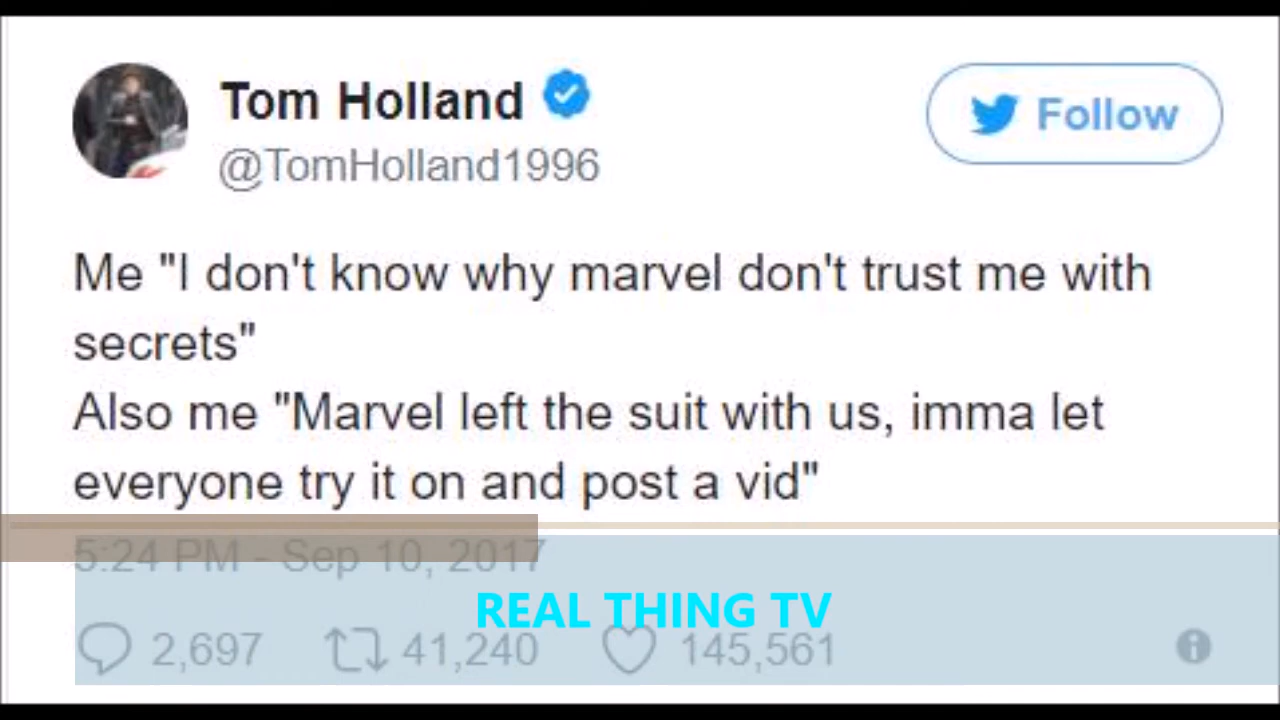 Tom Holland
Follow
@TomHolland1996
Me "I don't know why marvel don't trust me with
secrets"
Also me "Marvel left the suit with us, imma let
everyone try it on and post a vid"
5:24 PM - Sep 10, 2017
REAL THING TV
2,697 41,240 145,561